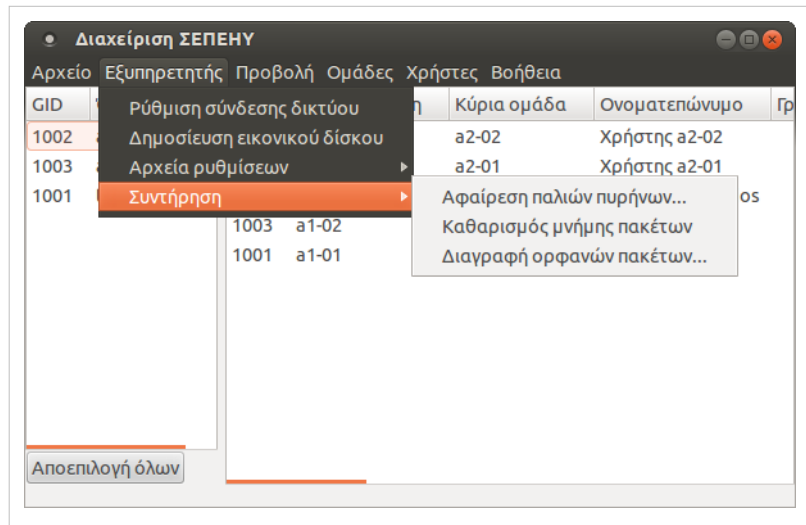 Διαχείριση ΣΕΠΕΗΥ
Αρχείο Εξυπηρετητής Προβολή Ομάδες Χρήστες Βοήθεια
GID Κύρια ομάδα Ονοματεπώνυμο
Ρύθμιση σύνδεσης δικτύου
1002 Δημοσίευση εικονικού δίσκου a2-02 Χρήστης a2-02
1003 Αρχεία ρυθμίσεων a2-01 Χρήστης a2-01
1001 Συντήρηση Αφαίρεση παλιών πυρήνων... os
1003 a1-02 Καθαρισμός μνήμης πακέτων
1001 a1-01 Διαγραφή ορφανών πακέτων...
Αποεπιλογή όλων